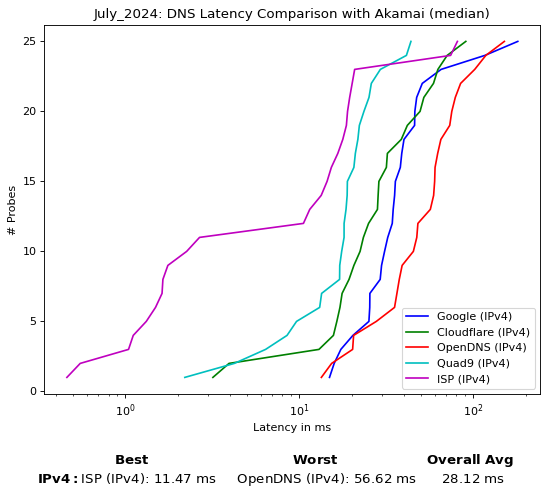 July_2024: DNS Latency Comparison with Akamai (median)
25
20
15
10
5
0
# Probes
Google (IPv4)
Cloudflare (IPv4)
OpenDNS (IPv4)
Quad9 (IPv4)
ISP (IPv4)
10⁰ 10¹ 10²
Latency in ms
Best Worst Overall Avg
IPv4: ISP (IPv4): 11.47 ms OpenDNS (IPv4): 56.62 ms 28.12 ms